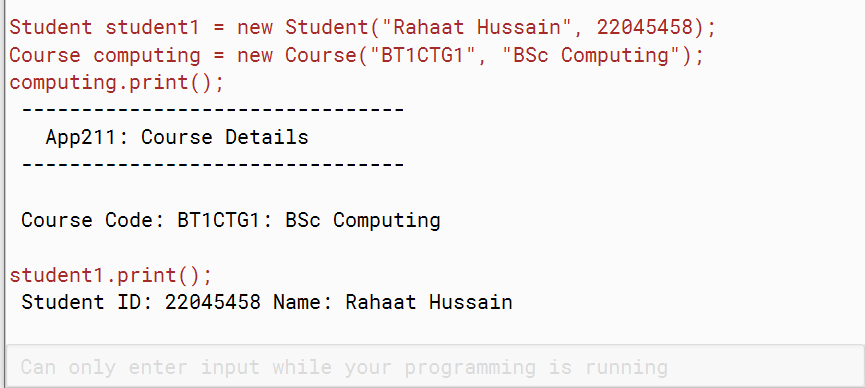 Student student1 = new Student("Rahaat Hussain", 22045458);
Course computing = new Course("BT1CTG1", "BSc Computing");
computing.print();
--------------------------------
App211: Course Details
--------------------------------
Course Code: BT1CTG1: BSc Computing
student1.print();
Student ID: 22045458 Name: Rahaat Hussain
Can only enter input while your programming is running